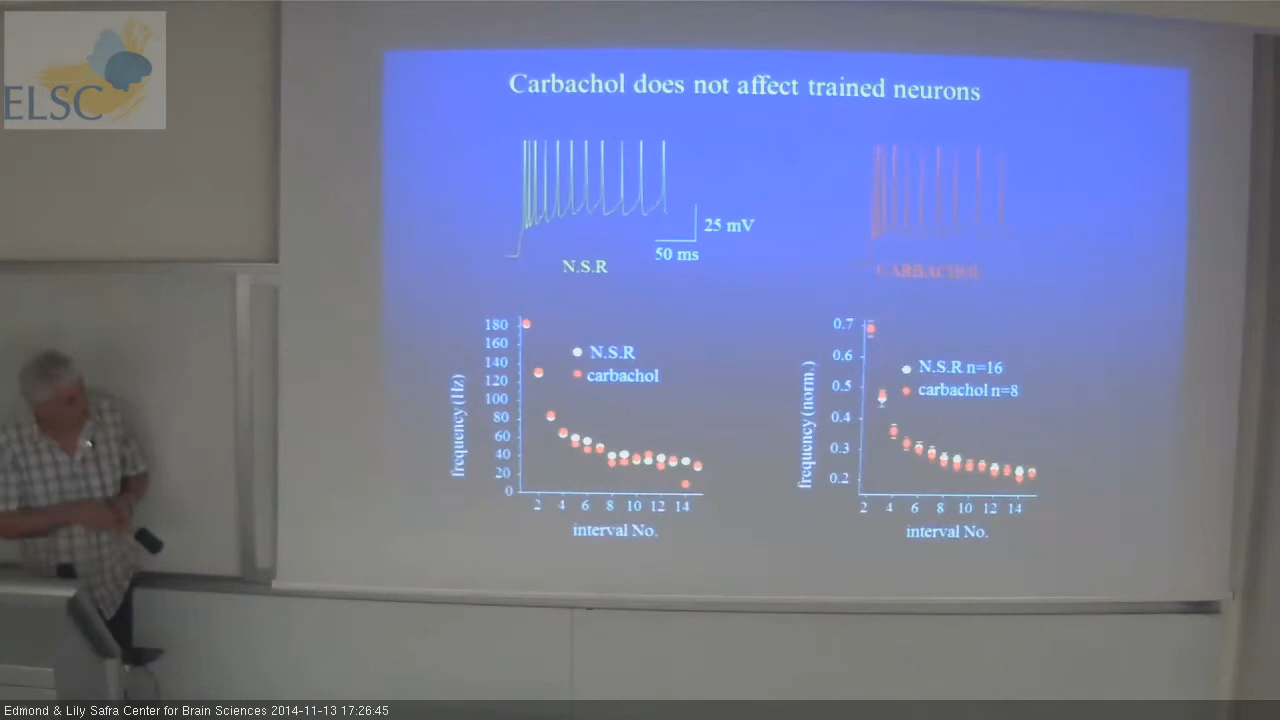 ELSC
Carbachol does not affect trained neurons
25 mV
50 ms
N.S.R
CARBACHOL
180
160
140
120
100
80
60
40
20
0
frequency (Hz)
N.S.R
carbachol
2 4 6 8 10 12 14
interval No.
0.7
0.6
0.5
0.4
0.3
0.2
frequency (norm.)
N.S.R n=16
carbachol n=8
2 4 6 8 10 12 14
interval No.
Edmond & Lily Safra Center for Brain Sciences 2014-11-13 17:26:45